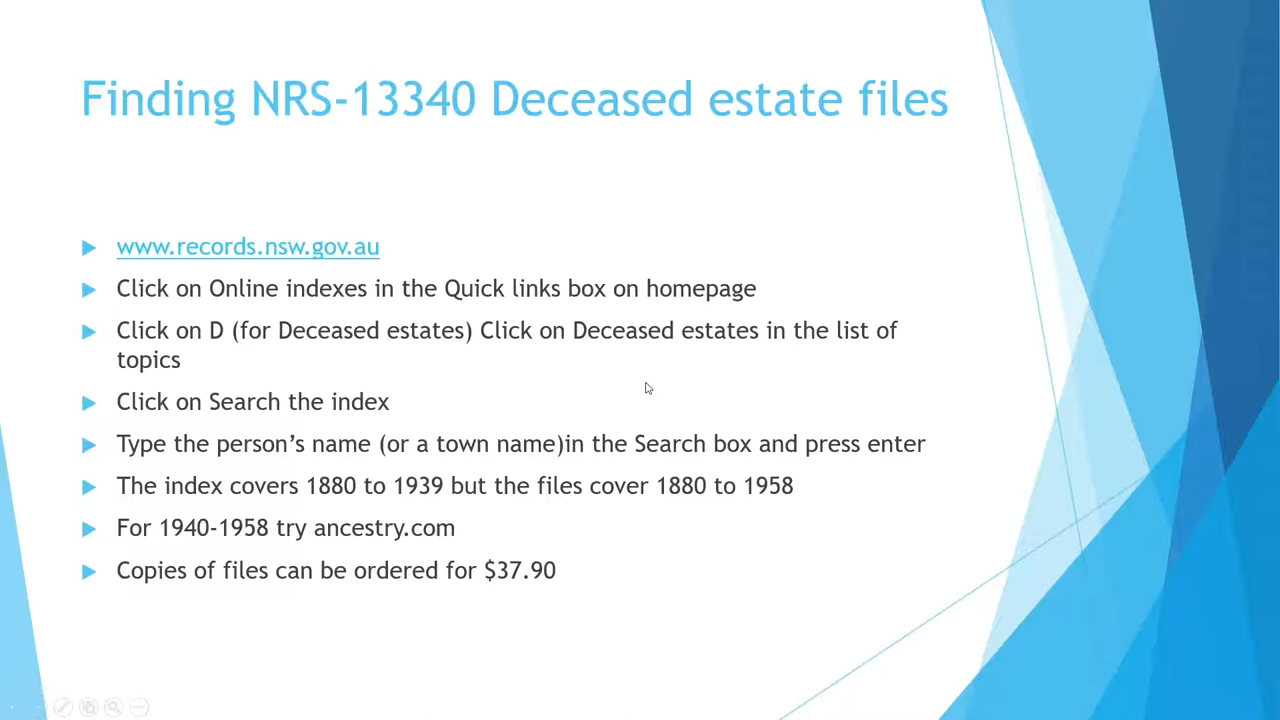 Finding NRS-13340 Deceased estate files
www.records.nsw.gov.au
Click on Online indexes in the Quick links box on homepage
Click on D (for Deceased estates) Click on Deceased estates in the list of
topics
Click on Search the index
Type the person’s name (or a town name)in the Search box and press enter
The index covers 1880 to 1939 but the files cover 1880 to 1958
For 1940-1958 try ancestry.com
Copies of files can be ordered for $37.90